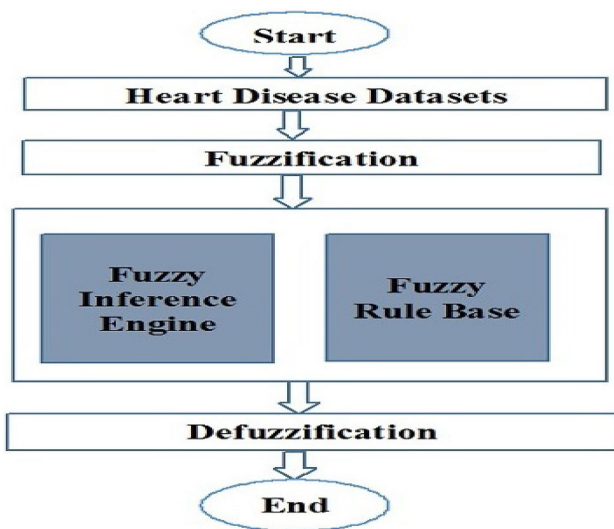 Start
Heart Disease Datasets
Fuzzification
Fuzzy
Inference
Engine
Fuzzy
Rule Base
Defuzzification
End